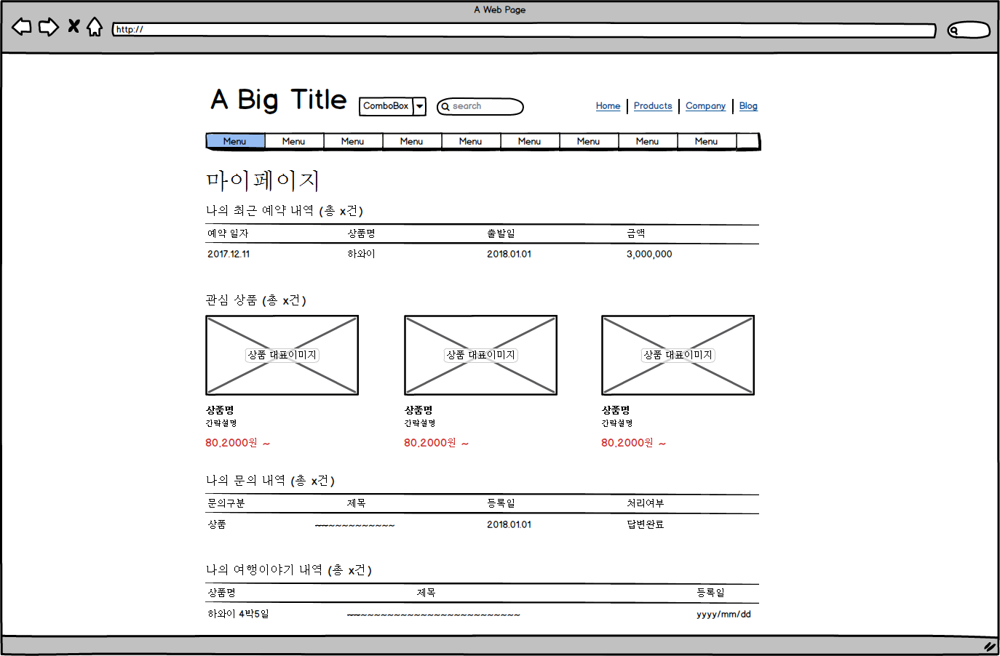 A Web Page
http://
A Big Title ComboBox search Home Products Company Blog
Menu Menu Menu Menu Menu Menu Menu Menu Menu
마이페이지
나의 최근 예약 내역 (총 x건)
예약 일자 상품명 출발일 금액
2017.12.11 하와이 2018.01.01 3,000,000
관심 상품 (총 x건)
상품 대표이미지 상품 대표이미지 상품 대표이미지
상품명 상품명 상품명
간략설명 간략설명 간략설명
80,2000원 ~ 80,2000원 ~ 80,2000원 ~
나의 문의 내역 (총 x건)
문의구분 제목 등록일 처리여부
상품 ~~~~~~~~~~~~~ 2018.01.01 답변완료
나의 여행이야기 내역 (총 x건)
상품명 제목 등록일
하와이 4박5일 ~~~~~~~~~~~~~~~~~~~~~~~~~~ yyyy/mm/dd